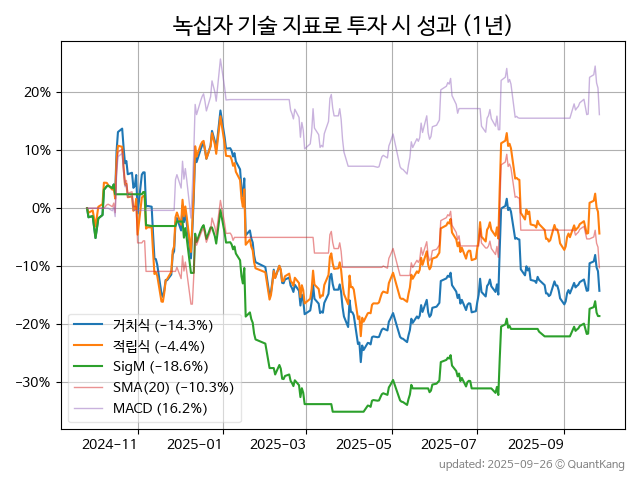 녹십자 기술 지표로 투자 시 성과 (1년)
20%
10%
0%
−10%
−20%
−30%
거치식 (−14.3%)
적립식 (−4.4%)
SigM (−18.6%)
SMA(20) (−10.3%)
MACD (16.2%)
2024-11
2025-01
2025-03
2025-05
2025-07
2025-09
updated: 2025-09-26 © QuantKang